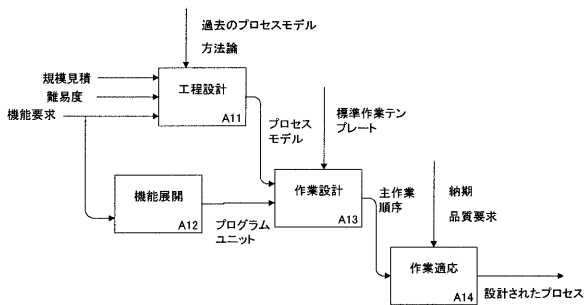 過去のプロセスモデル
方法論
規模見積
難易度
機能要求
工程設計
A11
プロセス
モデル
標準作業テン
プレート
機能展開
A12
プログラム
ユニット
作業設計
A13
主作業
順序
納期
品質要求
作業適応
A14
設計されたプロセス